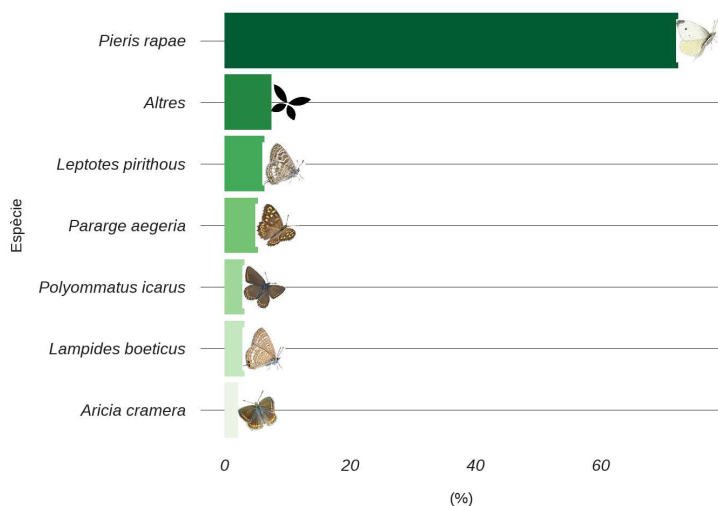 Pieris rapae
Altres
Leptotes pirithous
Pararge aegeria
Polyommatus icarus
Lampides boeticus
Aricia cramera
Espècie
0 20 40 60
(%)